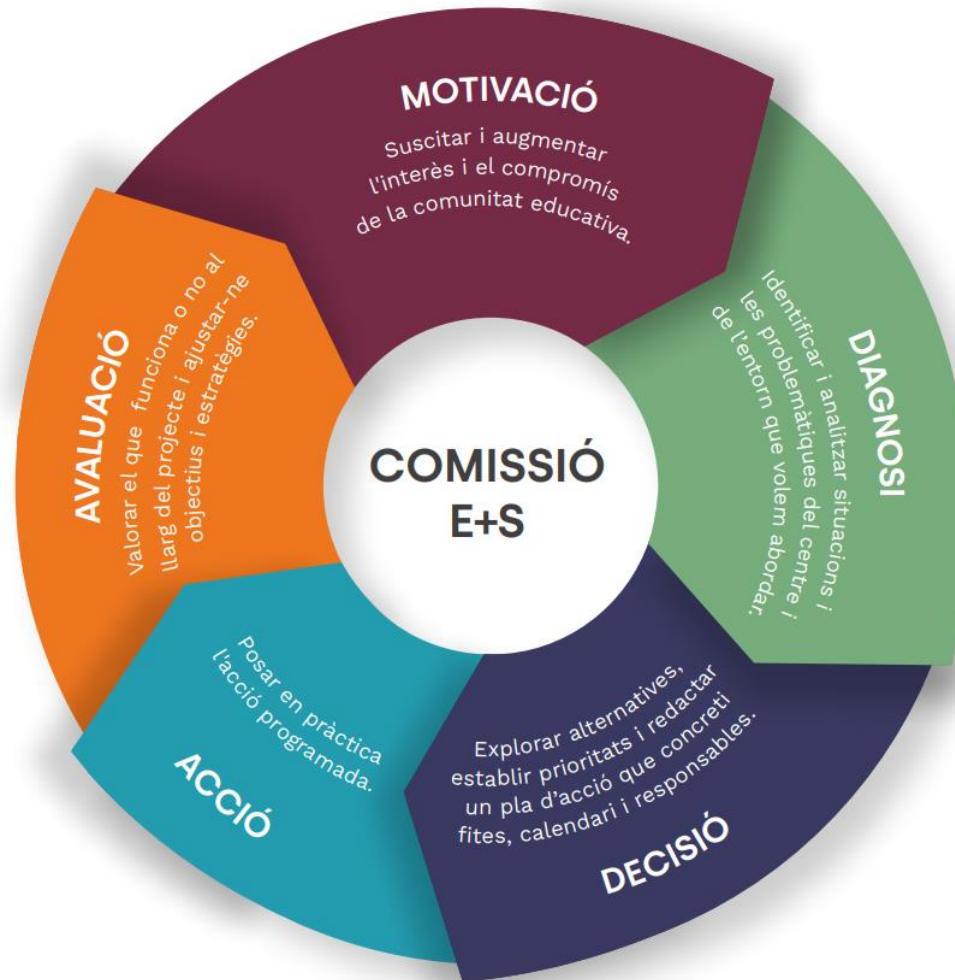 MOTIVACIÓ
Suscitar i augmentar
l'interès i el compromís
de la comunitat educativa.
DIAGNOSI
Identificar i analitzar situacions i
les problemàtiques del centre i
de l'entorn que volem abordar.
DECISIÓ
Explorar alternatives,
establir prioritats i redactar
un pla d’acció que concreti
fites, calendari i responsables.
ACCIÓ
Posar en pràctica
l'acció programada.
AVALUACIÓ
Valorar el que funciona o no al
llarg del projecte i ajustar-ne
objectius i estratègies.
COMISSIÓ
E+S